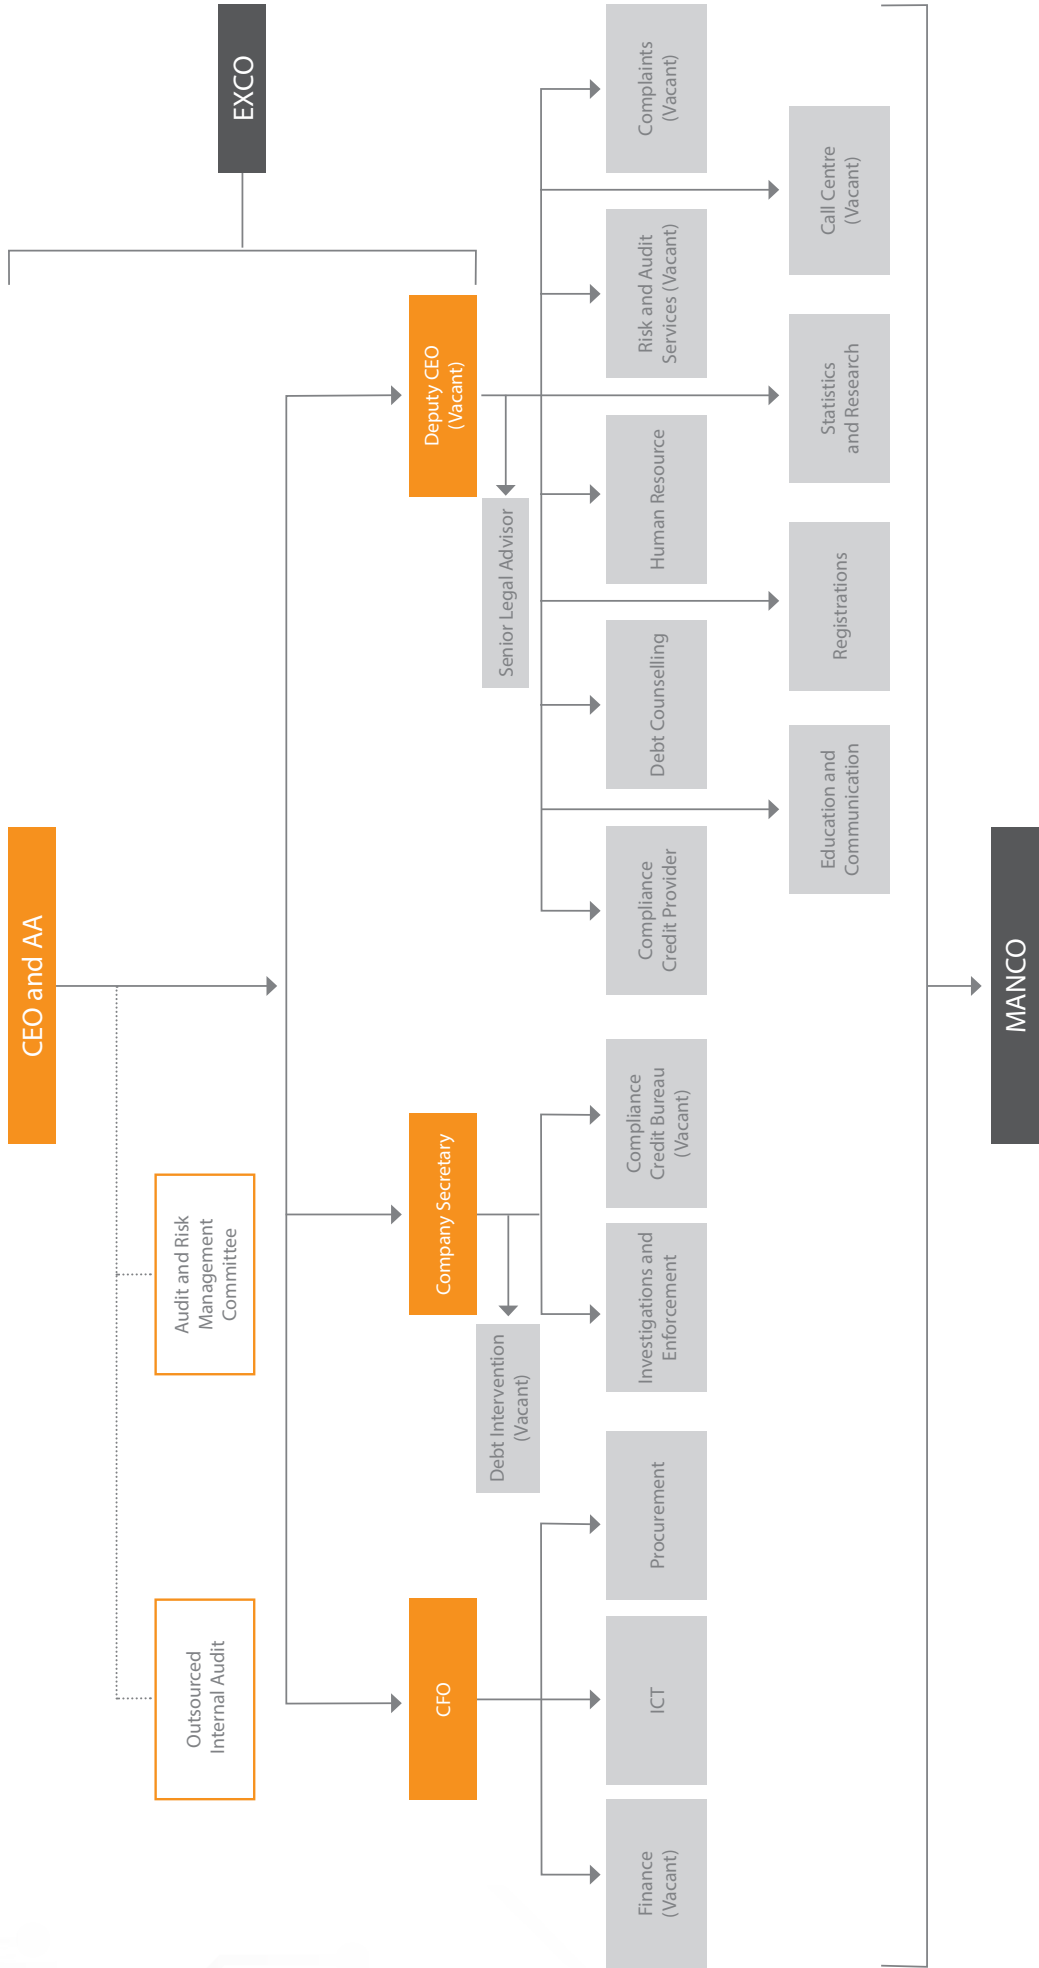 CEO and AA
EXCO
Outsourced
Internal Audit
Audit and Risk
Management
Committee
CFO
Company Secretary
Deputy CEO
(Vacant)
Debt Intervention
(Vacant)
Senior Legal Advisor
Finance
(Vacant)
ICT
Procurement
Investigations and
Enforcement
Compliance
Credit Bureau
(Vacant)
Compliance
Credit Provider
Debt Counselling
Human Resource
Risk and Audit
Services (Vacant)
Complaints
(Vacant)
Education and
Communication
Registrations
Statistics
and Research
Call Centre
(Vacant)
MANCO